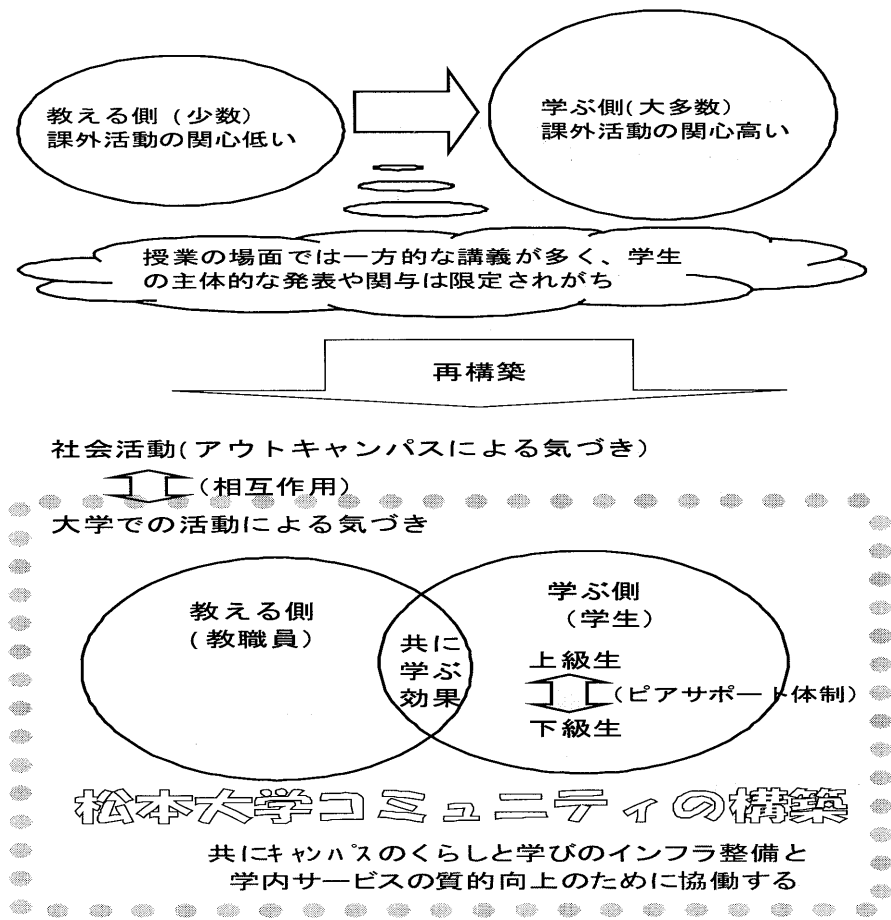 教える側（少数）
課外活動の関心低い
学ぶ側(大多数）
課外活動の関心高い
授業の場面では一方的な講義が多く、学生
の主体的な発表や関与は限定されがち
再構築
社会活動(アウトキャンパスによる気づき）
（相互作用）
大学での活動による気づき
教える側
（教職員）
共に
学ぶ
効果
学ぶ側
（学生）
上級生
（ピアサポート体制）
下級生
松本大学コミュニティの構築
共にｷｬﾝﾊﾟｽのくらしと学びのインフラ整備と
学内サービスの質的向上のために協働する